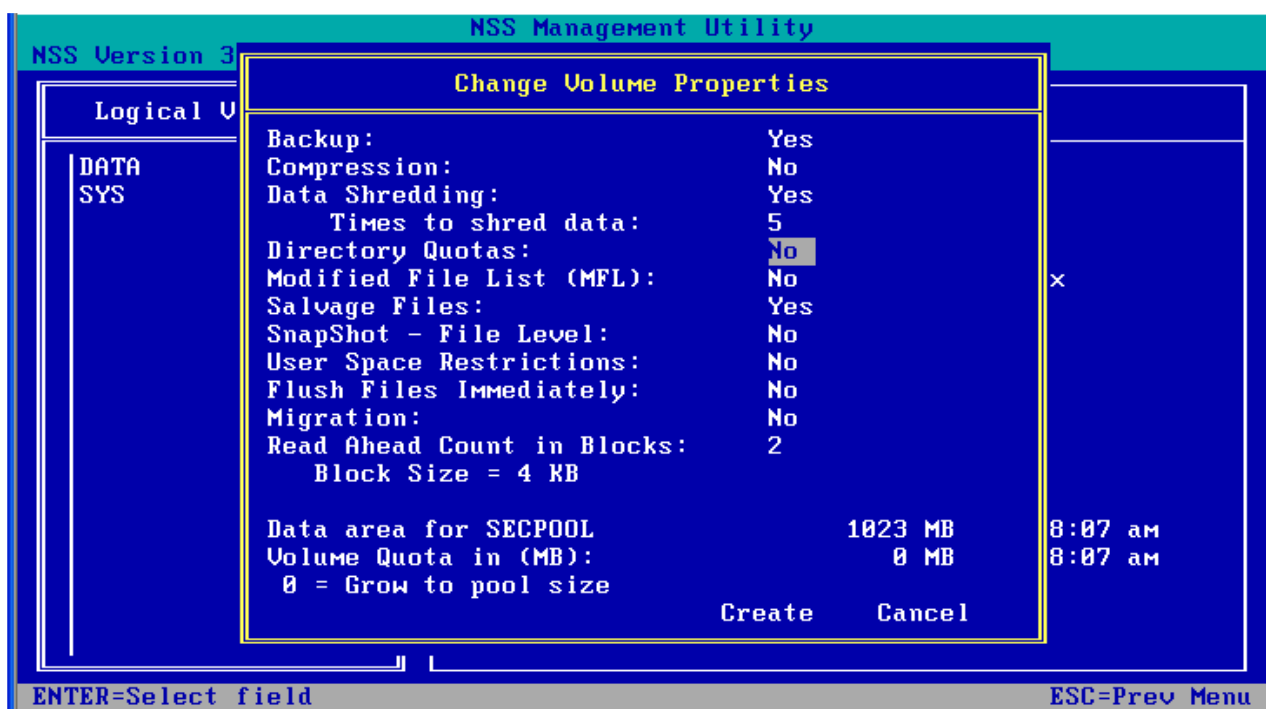 NSS Management Utility
NSS Version 3
Change Volume Properties
Logical V
Backup: Yes
DATA Compression: No
SYS Data Shredding: Yes
Times to shred data: 5
Directory Quotas: No
Modified File List (MFL): No x
Salvage Files: Yes
SnapShot - File Level: No
User Space Restrictions: No
Flush Files Immediately: No
Migration: No
Read Ahead Count in Blocks: 2
Block Size = 4 KB
Data area for SECPOOL 1023 MB 8:07 am
Volume Quota in (MB): 0 MB 8:07 am
0 = Grow to pool size
Create Cancel
ENTER=Select field ESC=Prev Menu